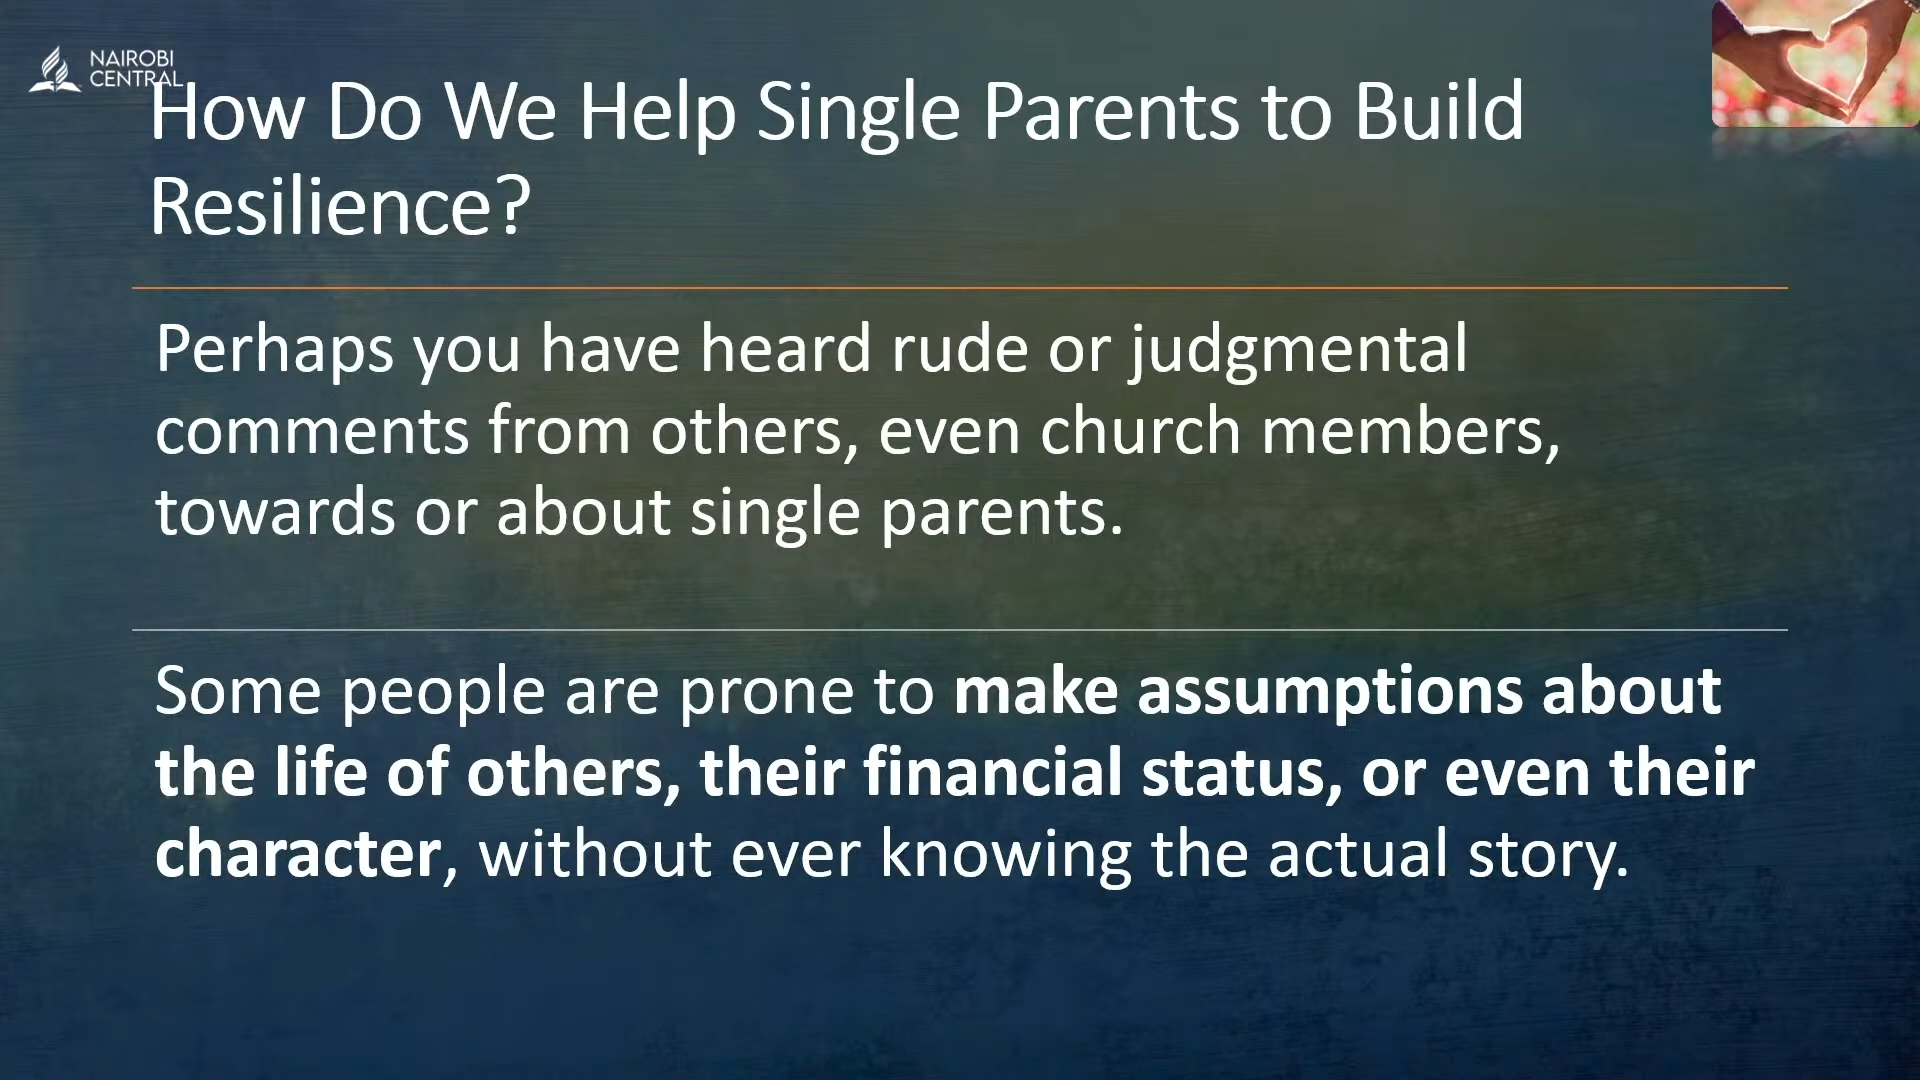 NAIROBI
CENTRAL
How Do We Help Single Parents to Build
Resilience?
Perhaps you have heard rude or judgmental
comments from others, even church members,
towards or about single parents.
Some people are prone to make assumptions about
the life of others, their financial status, or even their
character, without ever knowing the actual story.